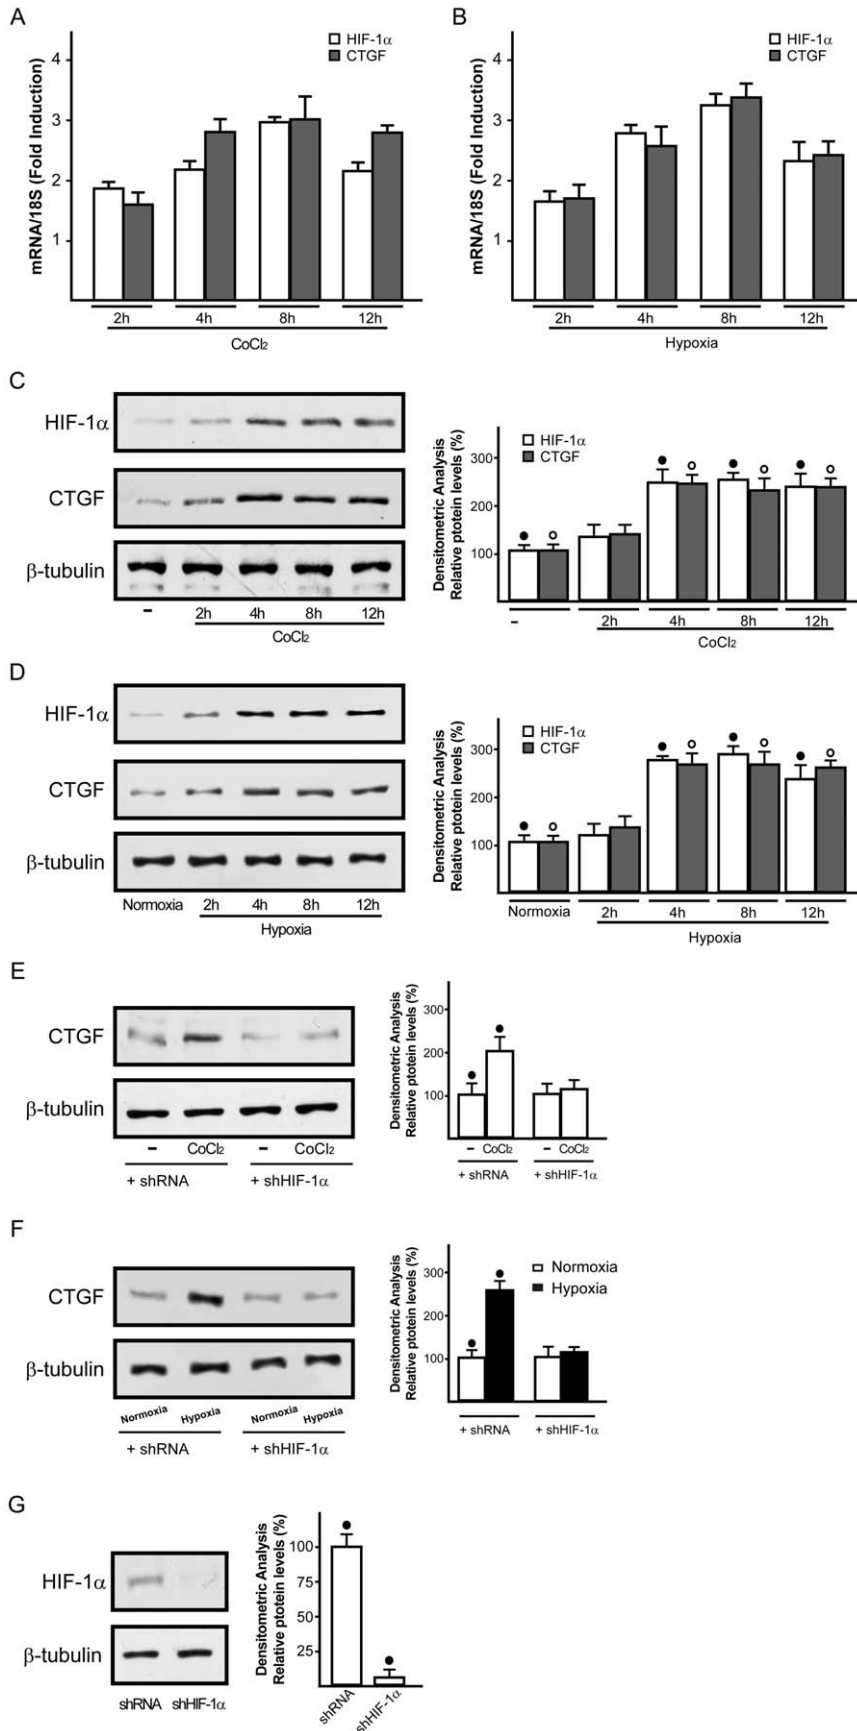 A
B
HIF-1α
CTGF
HIF-1α
CTGF
mRNA/18S (Fold Induction)
4
3
2
1
2h 4h 8h 12h
CoCl₂
mRNA/18S (Fold Induction)
4
3
2
1
2h 4h 8h 12h
Hypoxia
C
HIF-1α
CTGF
β-tubulin
– 2h 4h 8h 12h
CoCl₂
Densitometric Analysis
Relative ptotein levels (%)
300
200
100
HIF-1α
CTGF
– 2h 4h 8h 12h
CoCl₂
D
HIF-1α
CTGF
β-tubulin
Normoxia 2h 4h 8h 12h
Hypoxia
Densitometric Analysis
Relative ptotein levels (%)
300
200
100
HIF-1α
CTGF
Normoxia 2h 4h 8h 12h
Hypoxia
E
CTGF
β-tubulin
– CoCl₂ – CoCl₂
+ shRNA + shHIF-1α
Densitometric Analysis
Relative ptotein levels (%)
300
200
100
– CoCl₂ – CoCl₂
+ shRNA + shHIF-1α
F
CTGF
β-tubulin
Normoxia Hypoxia Normoxia Hypoxia
+ shRNA + shHIF-1α
Densitometric Analysis
Relative ptotein levels (%)
300
200
100
Normoxia
Hypoxia
+ shRNA + shHIF-1α
G
HIF-1α
β-tubulin
shRNA shHIF-1α
Densitometric Analysis
Relative ptotein levels (%)
100
75
50
25
shRNA shHIF-1α